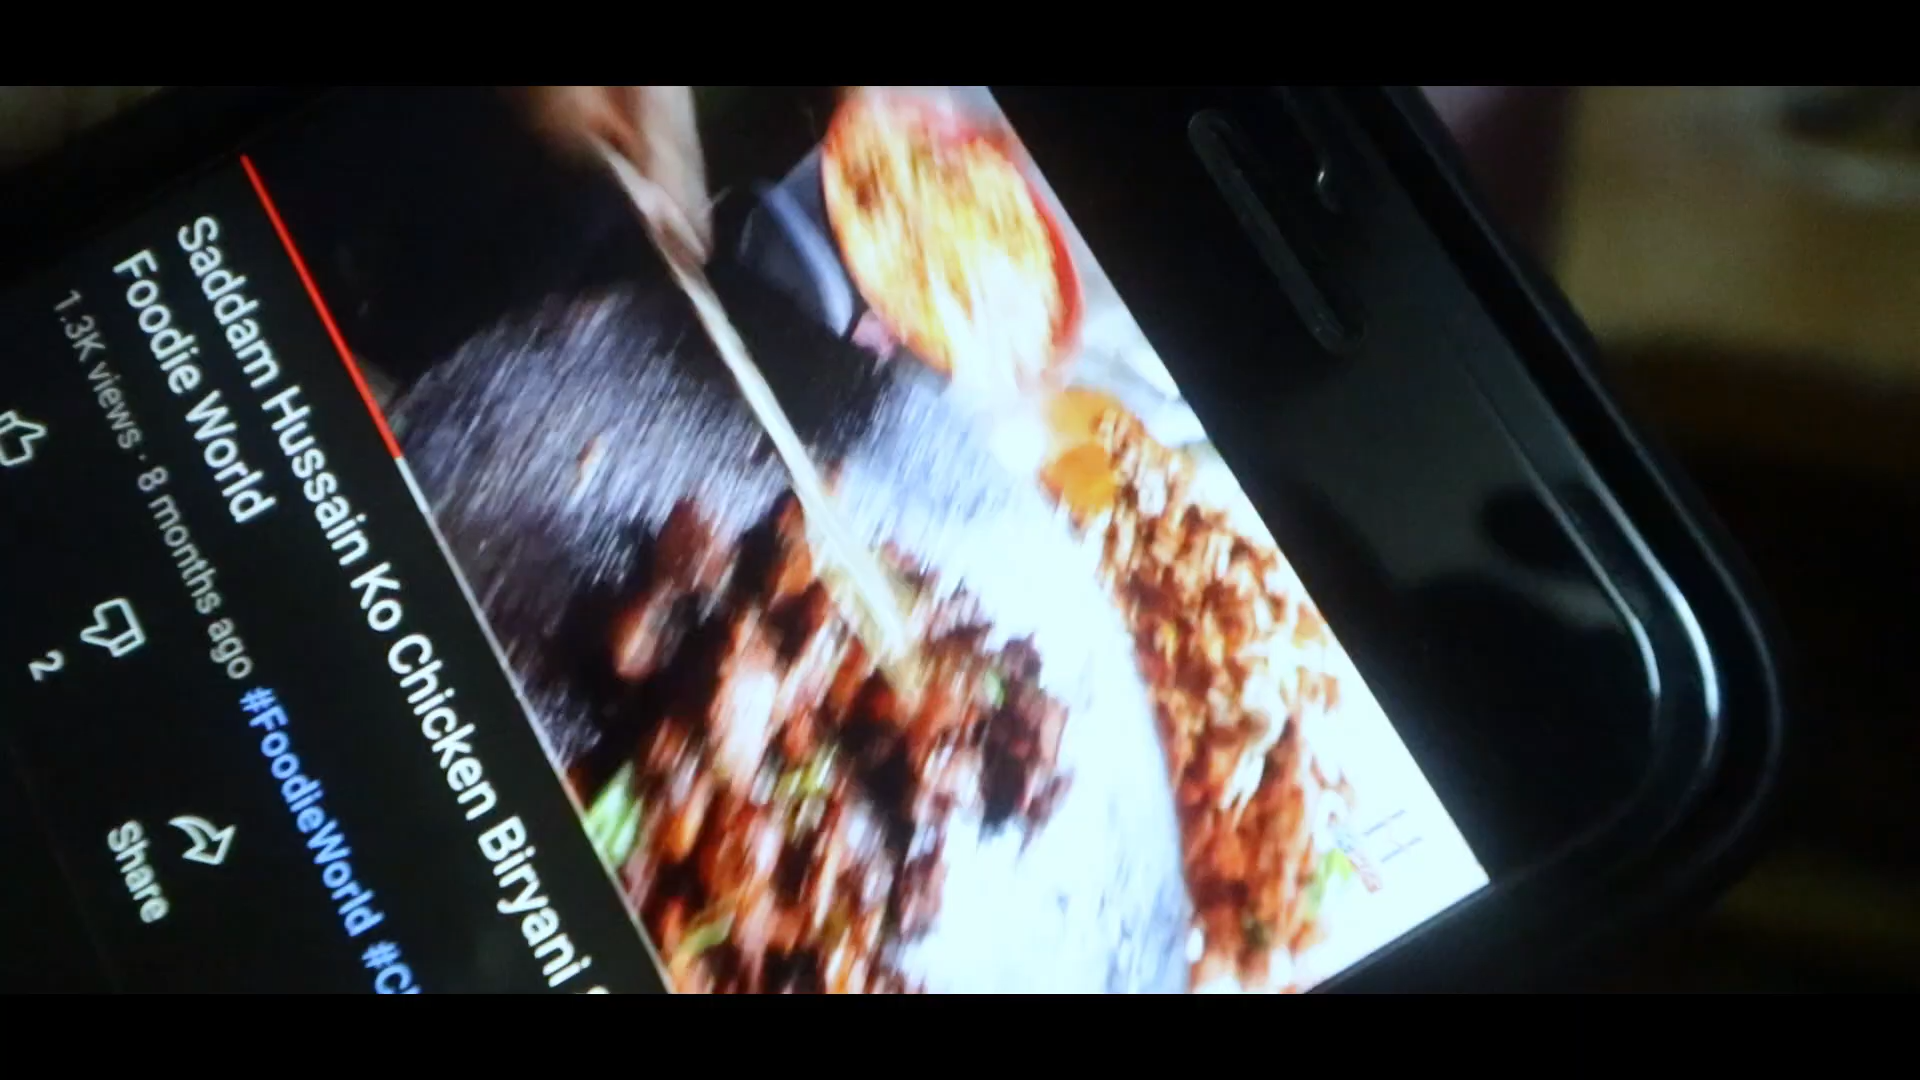 Saddam Hussain Ko Chicken Biryani
Foodie World
1.3K views · 8 months ago #FoodieWorld
2
Share